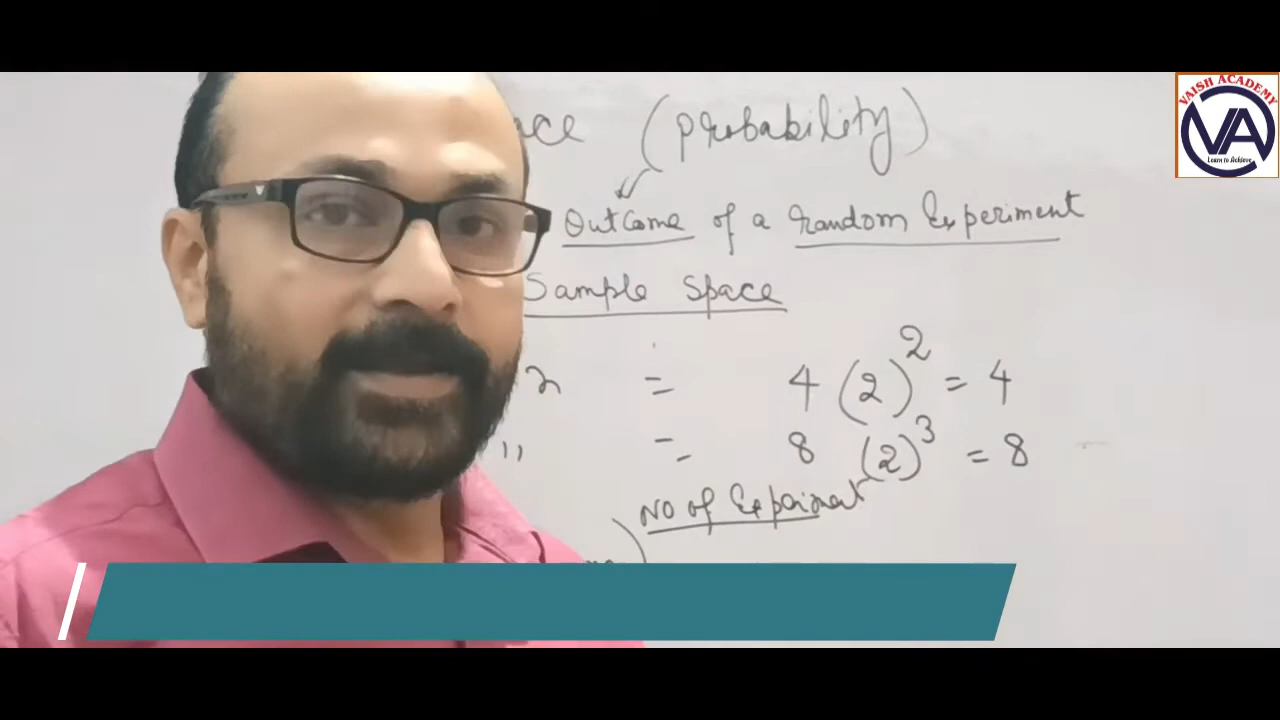 (Probability)
Outcome of a random Experiment
Sample Space
= 4 (2)² = 4
" = 8 (2)³ = 8
No of Experiment
VAISH ACADEMY
VA
Learn to Achieve